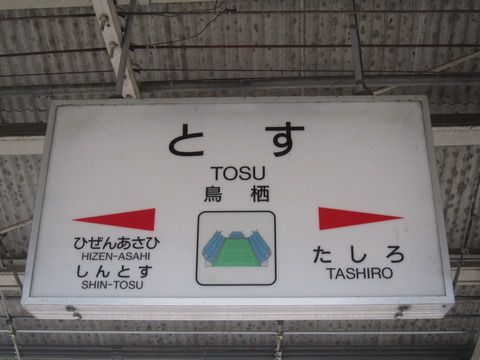 とす
TOSU
鳥栖
ひぜんあさひ
HIZEN-ASAHI
しんとす
SHIN-TOSU
たしろ
TASHIRO